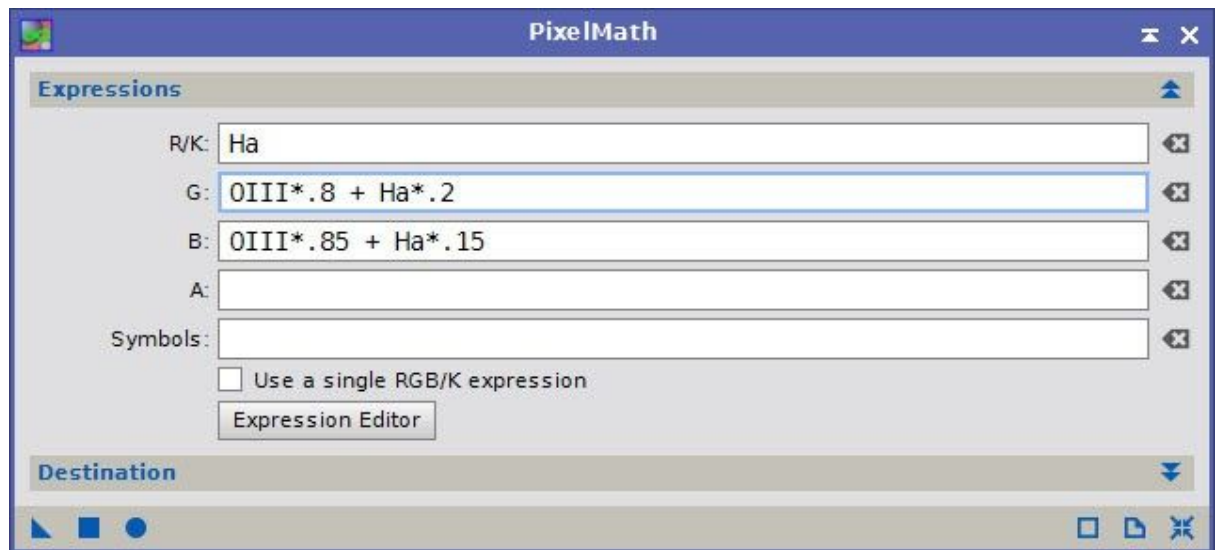 PixelMath
Expressions
R/K: Ha
G: OIII*.8 + Ha*.2
B: OIII*.85 + Ha*.15
A:
Symbols:
Use a single RGB/K expression
Expression Editor
Destination